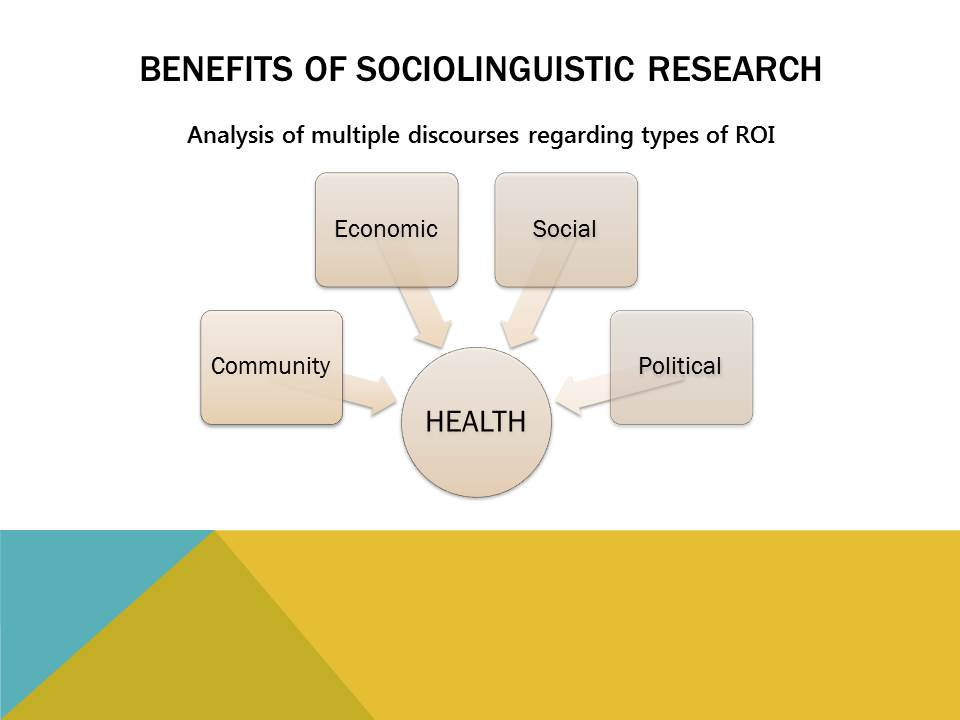 BENEFITS OF SOCIOLINGUISTIC RESEARCH
Analysis of multiple discourses regarding types of ROI
Economic
Social
Community
Political
HEALTH